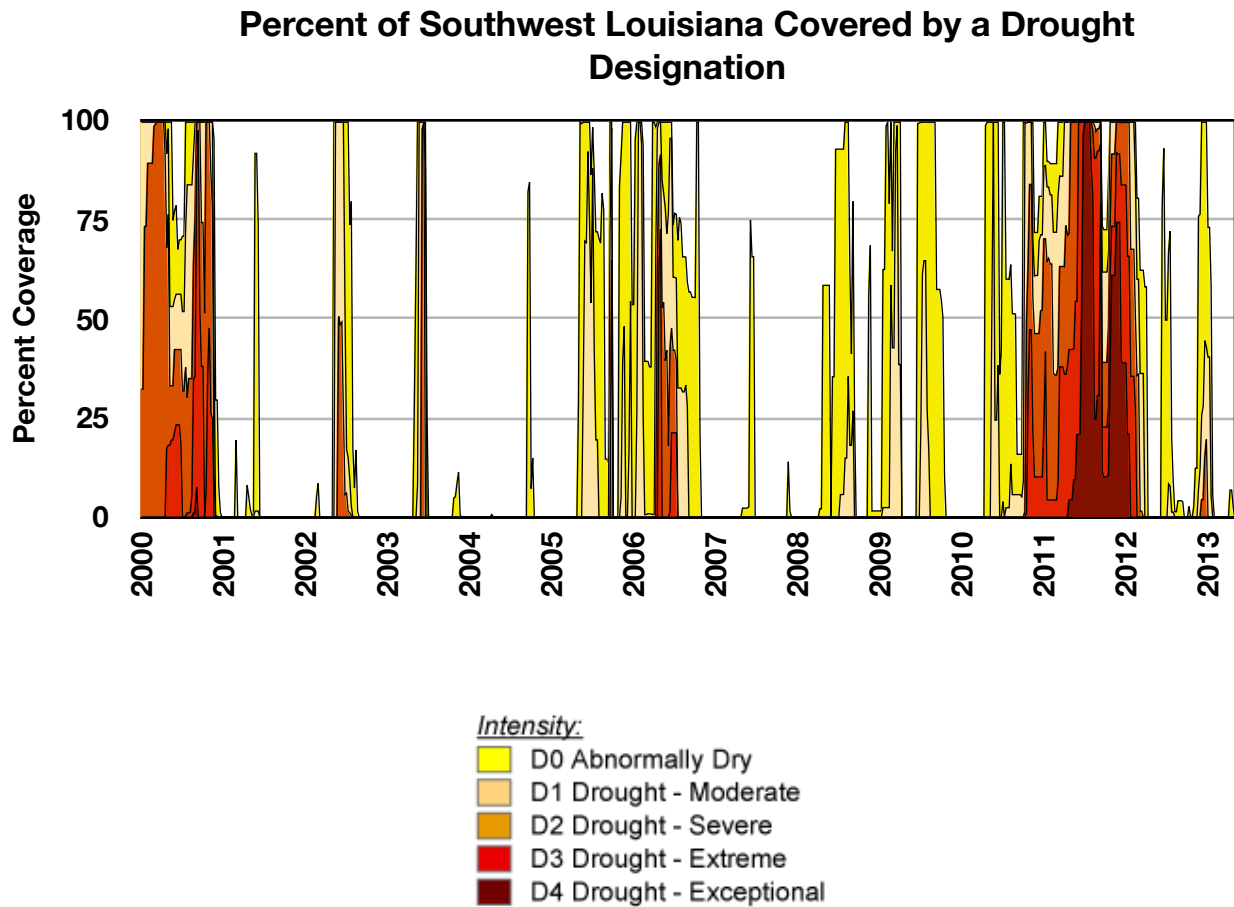 Percent of Southwest Louisiana Covered by a Drought
Designation
100
75
50
25
0
Percent Coverage
2000
2001
2002
2003
2004
2005
2006
2007
2008
2009
2010
2011
2012
2013
Intensity:
D0 Abnormally Dry
D1 Drought - Moderate
D2 Drought - Severe
D3 Drought - Extreme
D4 Drought - Exceptional